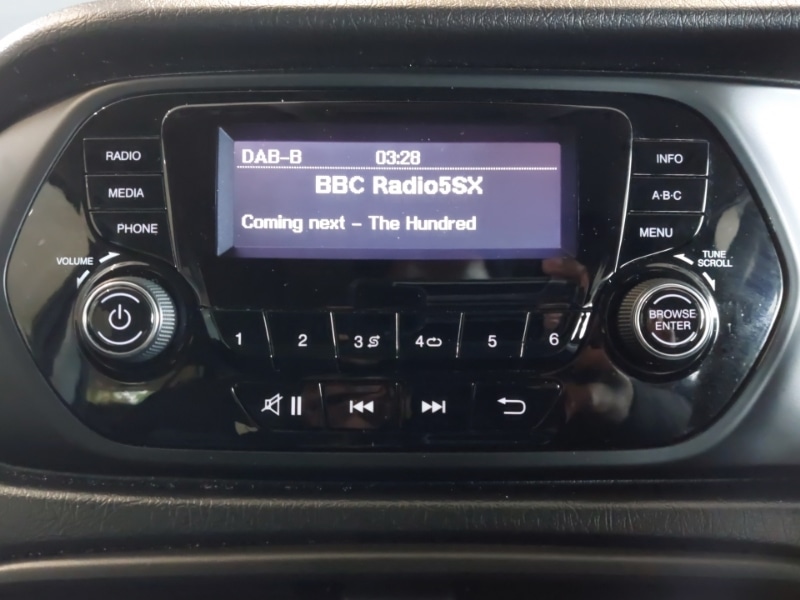 DAB-B 03:28
BBC Radio5SX
Coming next - The Hundred
RADIO
MEDIA
PHONE
INFO
A·B·C
MENU
VOLUME
TUNE
SCROLL
BROWSE
ENTER
1 2 3 4 5 6